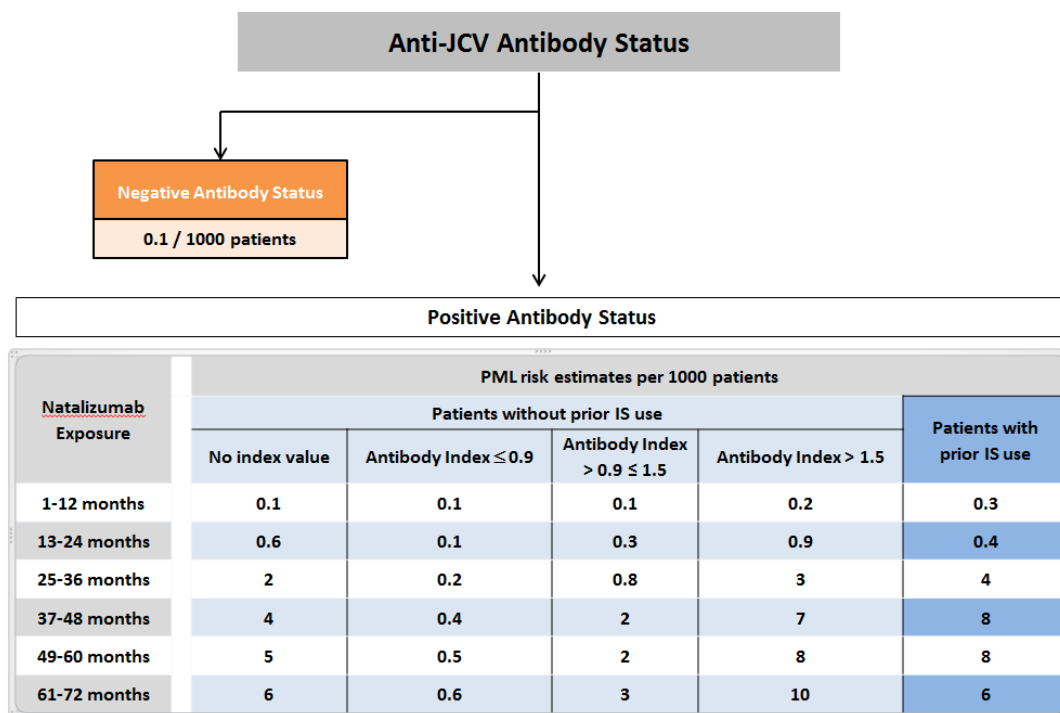 Anti-JCV Antibody Status
Negative Antibody Status
0.1 / 1000 patients
Positive Antibody Status
Natalizumab Exposure
PML risk estimates per 1000 patients
Patients without prior IS use
Patients with prior IS use
No index value
Antibody Index ≤ 0.9
Antibody Index > 0.9 ≤ 1.5
Antibody Index > 1.5
1-12 months 0.1 0.1 0.1 0.2 0.3
13-24 months 0.6 0.1 0.3 0.9 0.4
25-36 months 2 0.2 0.8 3 4
37-48 months 4 0.4 2 7 8
49-60 months 5 0.5 2 8 8
61-72 months 6 0.6 3 10 6